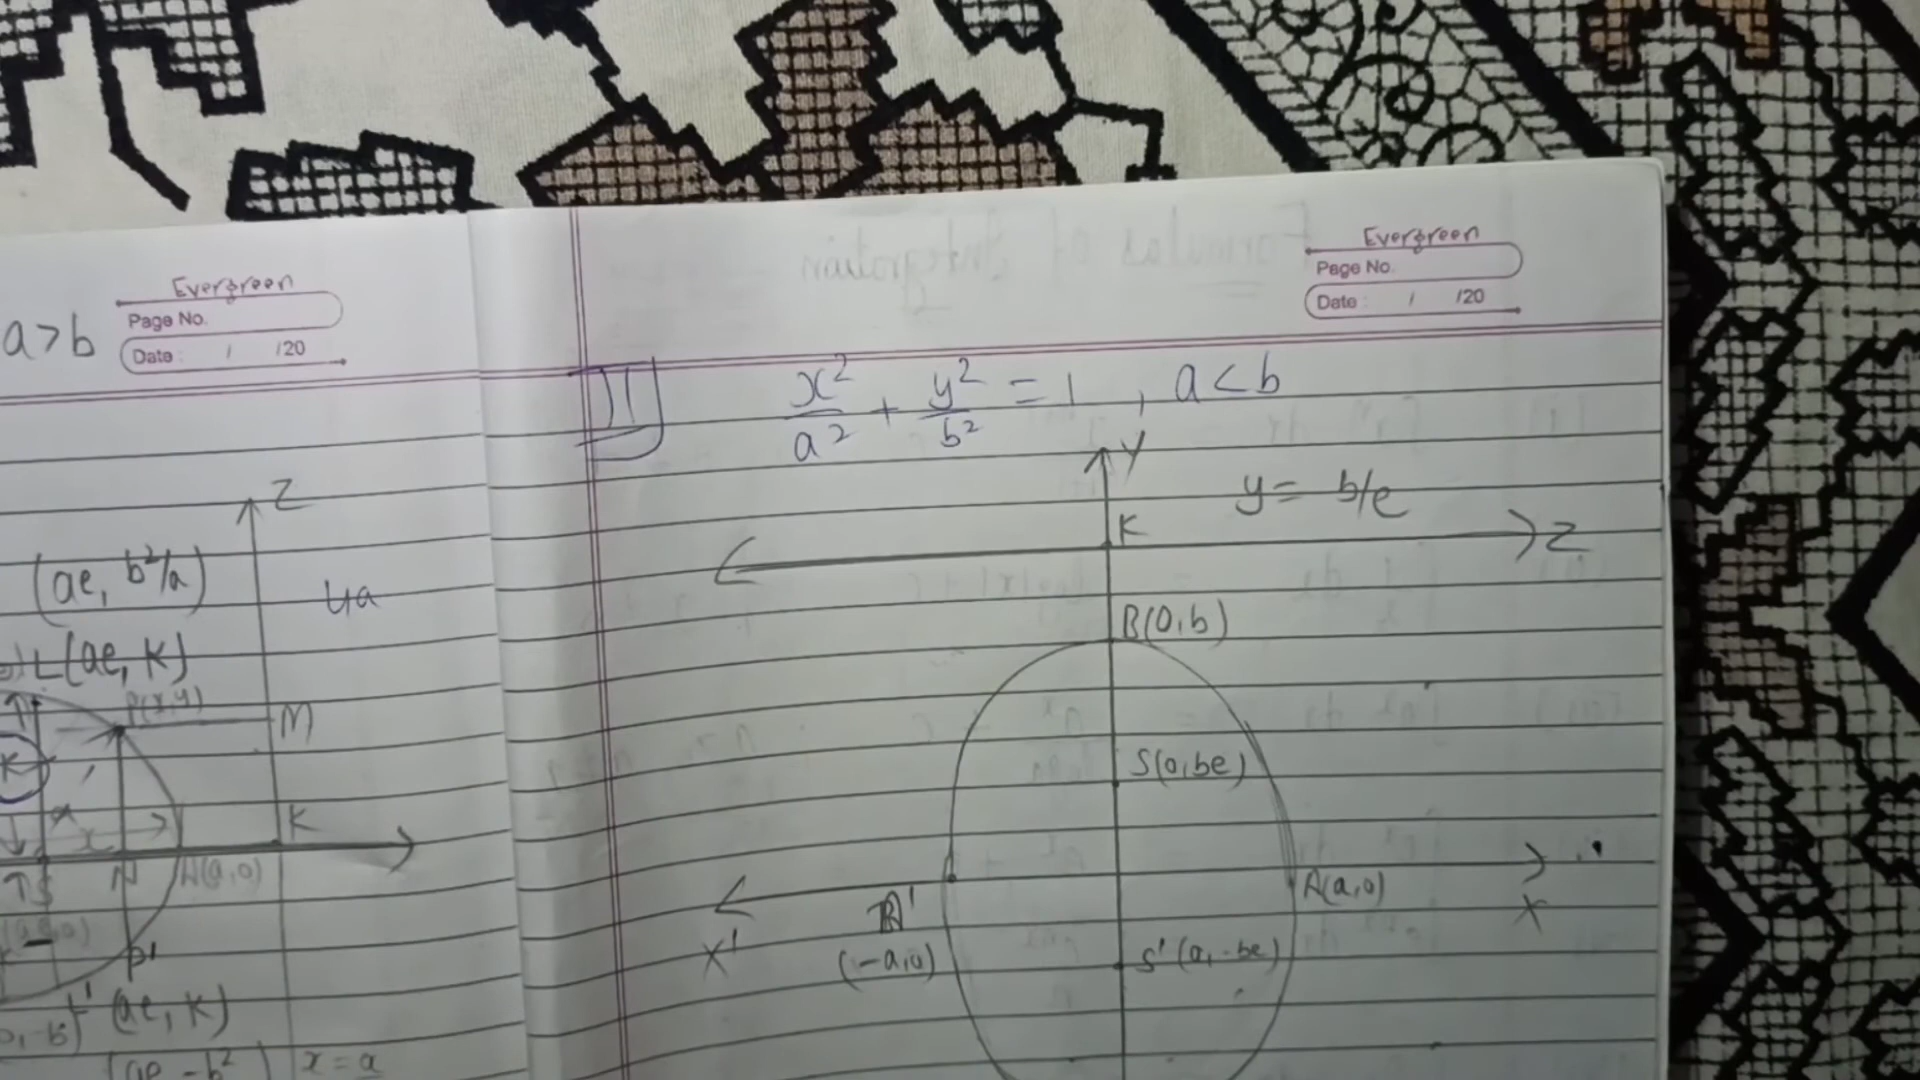 Evergreen
Page No.
Date : / /20
a>b
Z
(ae, b²/a)
4a
L(ae, K)
P(x,y)
M
K
x
K
S
N
A(a,0)
P'
L' (ae, K)
x = a
Evergreen
Page No.
Date : / /20
II x²/a² + y²/b² = 1 , a<b
Y
y = b/e
K
Z
B(0,b)
S(0,be)
A(a,0)
A'
X
X'
(-a,0)
S'(a,-be)